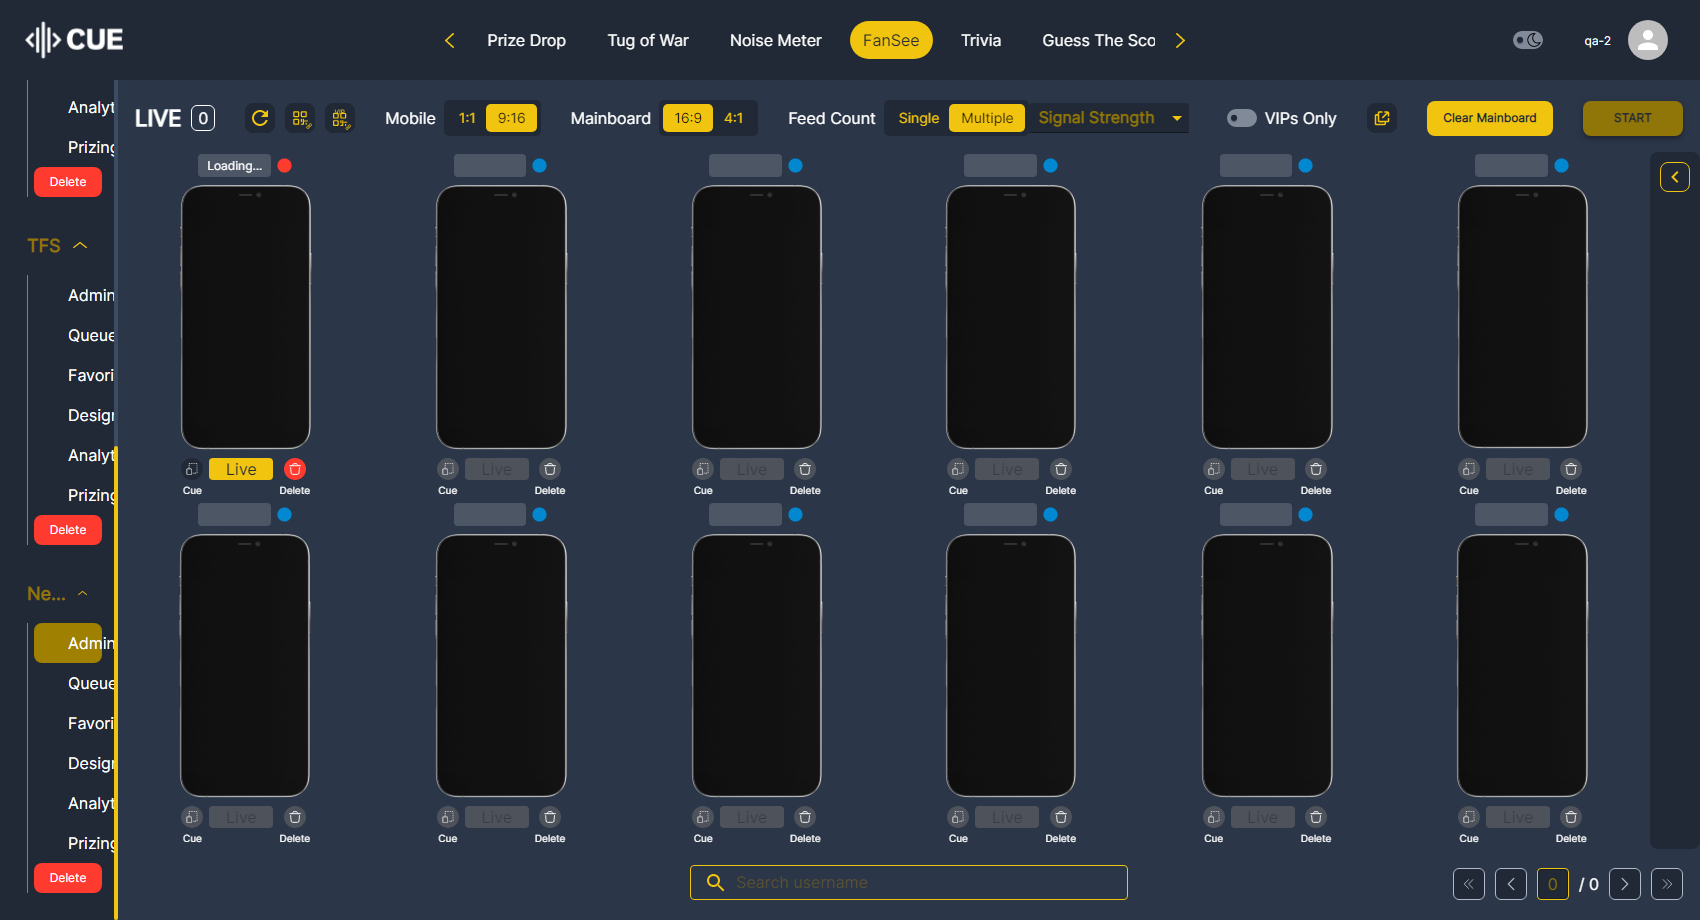 CUE
Prize Drop
Tug of War
Noise Meter
FanSee
Trivia
Guess The Sco
qa-2
Analyt
Prizing
Delete
TFS
Admin
Queue
Favori
Desigr
Analyt
Prizing
Delete
Ne...
Admin
Queue
Favori
Desigr
Analyt
Prizing
Delete
LIVE 0
Mobile 1:1 9:16
Mainboard 16:9 4:1
Feed Count Single Multiple Signal Strength
VIPs Only
Clear Mainboard
START
Loading...
Live Live Live Live Live Live
Cue Delete Cue Delete Cue Delete Cue Delete Cue Delete Cue Delete
Live Live Live Live Live Live
Cue Delete Cue Delete Cue Delete Cue Delete Cue Delete Cue Delete
Search username
0 / 0